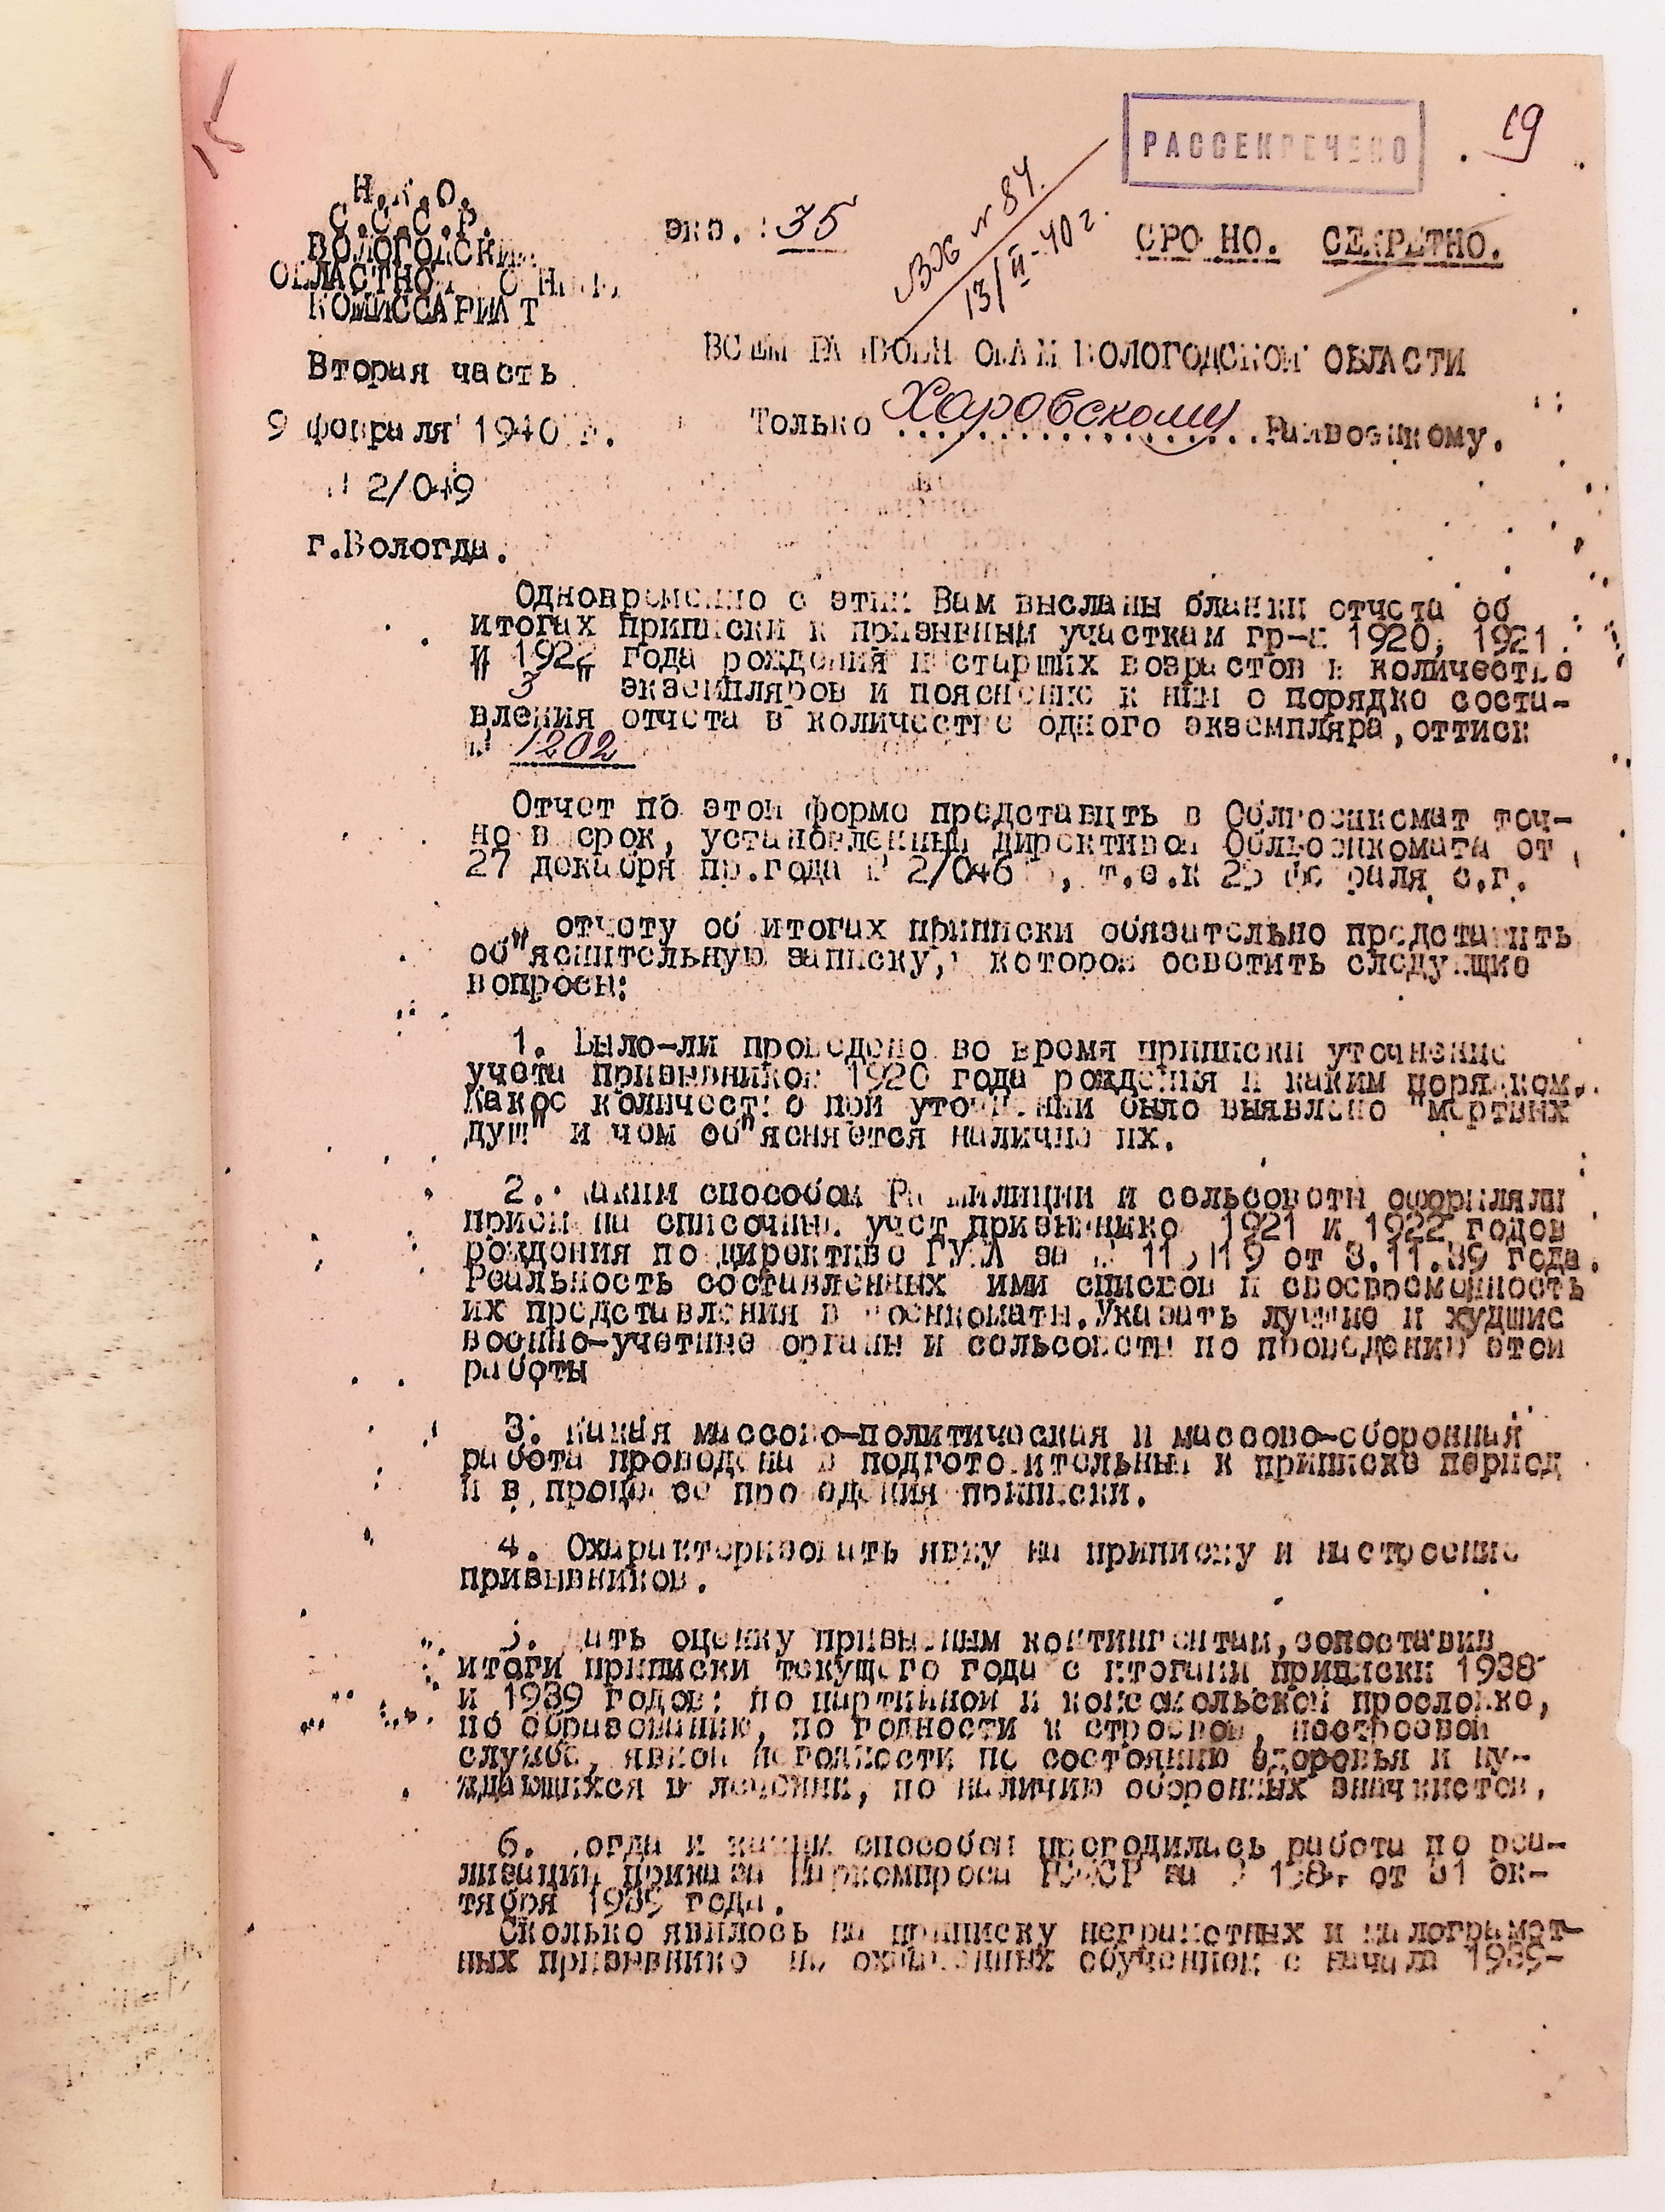 РАССЕКРЕЧЕНО
19
15
Н.К.О.
С.С.С.Р.
ВОЛОГОДСКИЙ
ОБЛАСТНОЙ
КОМИССАРИАТ
экз. : 35
Вх № 84
13/II-40 г.
СРОЧНО. СЕКРЕТНО.
ВСЕМ РАЙВОЕНКОМАМ ВОЛОГОДСКОЙ ОБЛАСТИ
Вторая часть
Только Харовскому Райвоенкому.
9 февраля 1940 г.
№ 2/049
г.Вологда.
Одновременно с этим Вам высланы бланки отчета об
итогах приписки к призывным участкам гр-н 1920, 1921
и 1922 года рождения и старших возрастов в количестве
" 3 " экземпляров и пояснение к ним о порядке соста-
вления отчета в количестве одного экземпляра, оттиск
№ 1202
Отчет по этой форме представить в Облвоенкомат точ-
но в срок, установленный директивой Облвоенкомата от
27 декабря пр.года № 2/046 , т.е.к 25 февраля с.г.
отчету об итогах приписки обязательно представить
об"яснительную записку, в которой осветить следующие
вопросы:
1. Было-ли проведено во время приписки уточнение
учета призывников 1920 года рождения и каким порядком.
Какое количество при уточнении было выявлено "мертвых
душ" и чем об"ясняется наличие их.
2. Каким способом милиции и сельсоветы оформляли
прием на списочный учет призывников 1921 и 1922 годов
рождения по директиве за № от 3.11.39 года.
Реальность составленных ими списков и своевременность
их представления в военкоматы. Указать лучшие и худшие
военно-учетные органы и сельсоветы по проведению этой
работы
3. Какая массово-политическая и массово-оборонная
работа проведена в подготовительный к приписке период
и в процессе проведения приписки.
4. Охарактеризовать явку на приписку и настроение
призывников.
5. Дать оценку призывным контингентам, сопоставив
итоги приписки текущего года с итогами приписки 1938
и 1939 годов: по партийной и комсомольской прослойке,
по образованию, по годности к строевой, нестроевой
службе, явной негодности по состоянию здоровья и ну-
ждающихся в лечении, по наличию оборонных значкистов.
6. Когда и каким способом проводилась работа по реа-
лизации приказа Наркомпроса РСФСР за № от 31 ок-
тября 1939 года.
Сколько явилось на приписку неграмотных и малограмот-
ных призывников не охваченных обучением с начала 1939-